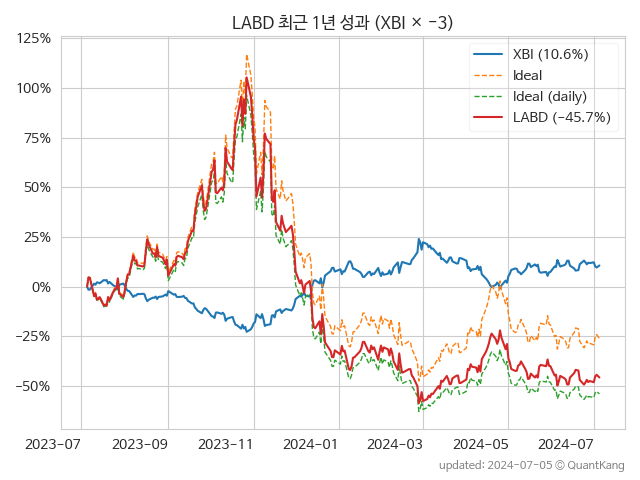 LABD 최근 1년 성과 (XBI × −3)
125%
100%
75%
50%
25%
0%
−25%
−50%
XBI (10.6%)
Ideal
Ideal (daily)
LABD (−45.7%)
2023-07 2023-09 2023-11 2024-01 2024-03 2024-05 2024-07
updated: 2024-07-05 © QuantKang